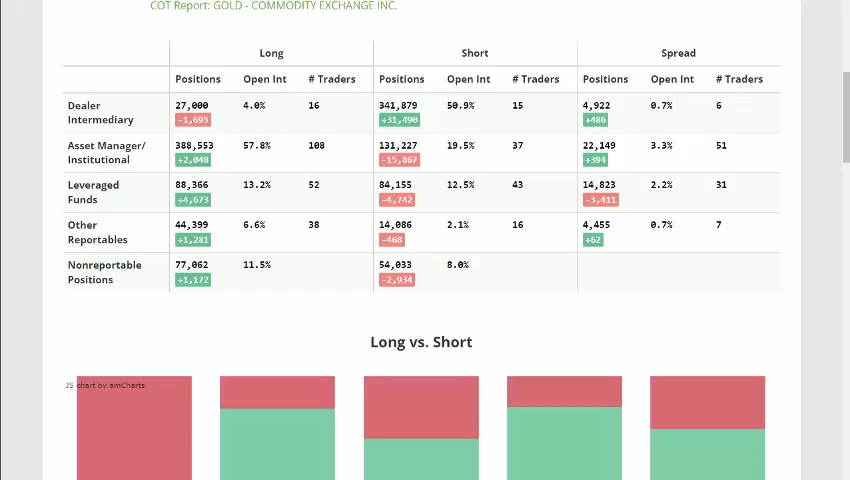 COT Report: GOLD - COMMODITY EXCHANGE INC.
Long Short Spread
Positions Open Int # Traders Positions Open Int # Traders Positions Open Int # Traders
Dealer Intermediary 27,000 4.0% 16 341,879 50.9% 15 4,922 0.7% 6
-1,695 +31,490 +486
Asset Manager/ Institutional 388,553 57.8% 108 131,227 19.5% 37 22,149 3.3% 51
+2,048 -15,867 +394
Leveraged Funds 88,366 13.2% 52 84,155 12.5% 43 14,823 2.2% 31
+4,673 -4,742 -3,411
Other Reportables 44,399 6.6% 38 14,086 2.1% 16 4,455 0.7% 7
+1,281 -468 +62
Nonreportable Positions 77,062 11.5% 54,033 8.0%
+1,172 -2,934
Long vs. Short
JS chart by amCharts